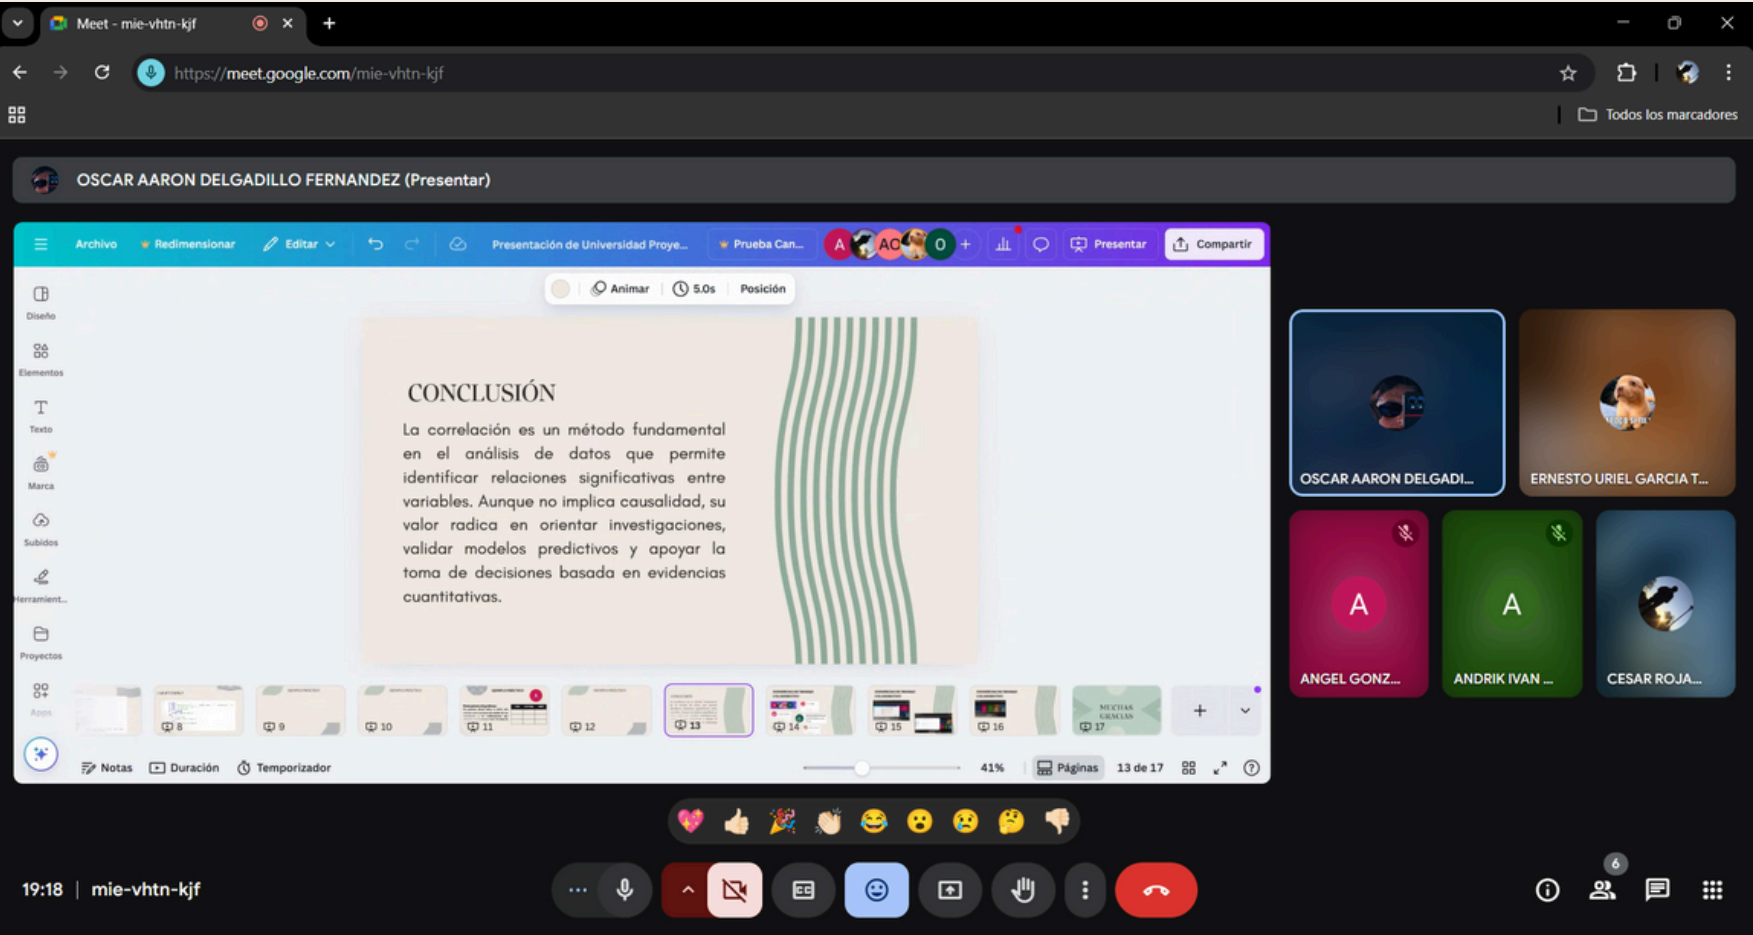 Meet - mie-vhtn-kjf
https://meet.google.com/mie-vhtn-kjf
Todos los marcadores
OSCAR AARON DELGADILLO FERNANDEZ (Presentar)
Archivo
Redimensionar
Editar
Presentación de Universidad Proye...
Prueba Can...
A
AO
O
Presentar
Compartir
Animar
5.0s
Posición
Diseño
Elementos
Texto
Marca
Subidos
Herramient...
Proyectos
Apps
CONCLUSIÓN
La correlación es un método fundamental
en el análisis de datos que permite
identificar relaciones significativas entre
variables. Aunque no implica causalidad, su
valor radica en orientar investigaciones,
validar modelos predictivos y apoyar la
toma de decisiones basada en evidencias
cuantitativas.
8
9
10
11
12
13
14
15
16
MUCHAS
GRACIAS
17
Notas
Duración
Temporizador
41%
Páginas
13 de 17
OSCAR AARON DELGADI...
ERNESTO URIEL GARCIA T...
A
ANGEL GONZ...
A
ANDRIK IVAN ...
CESAR ROJA...
19:18
mie-vhtn-kjf
CC
6